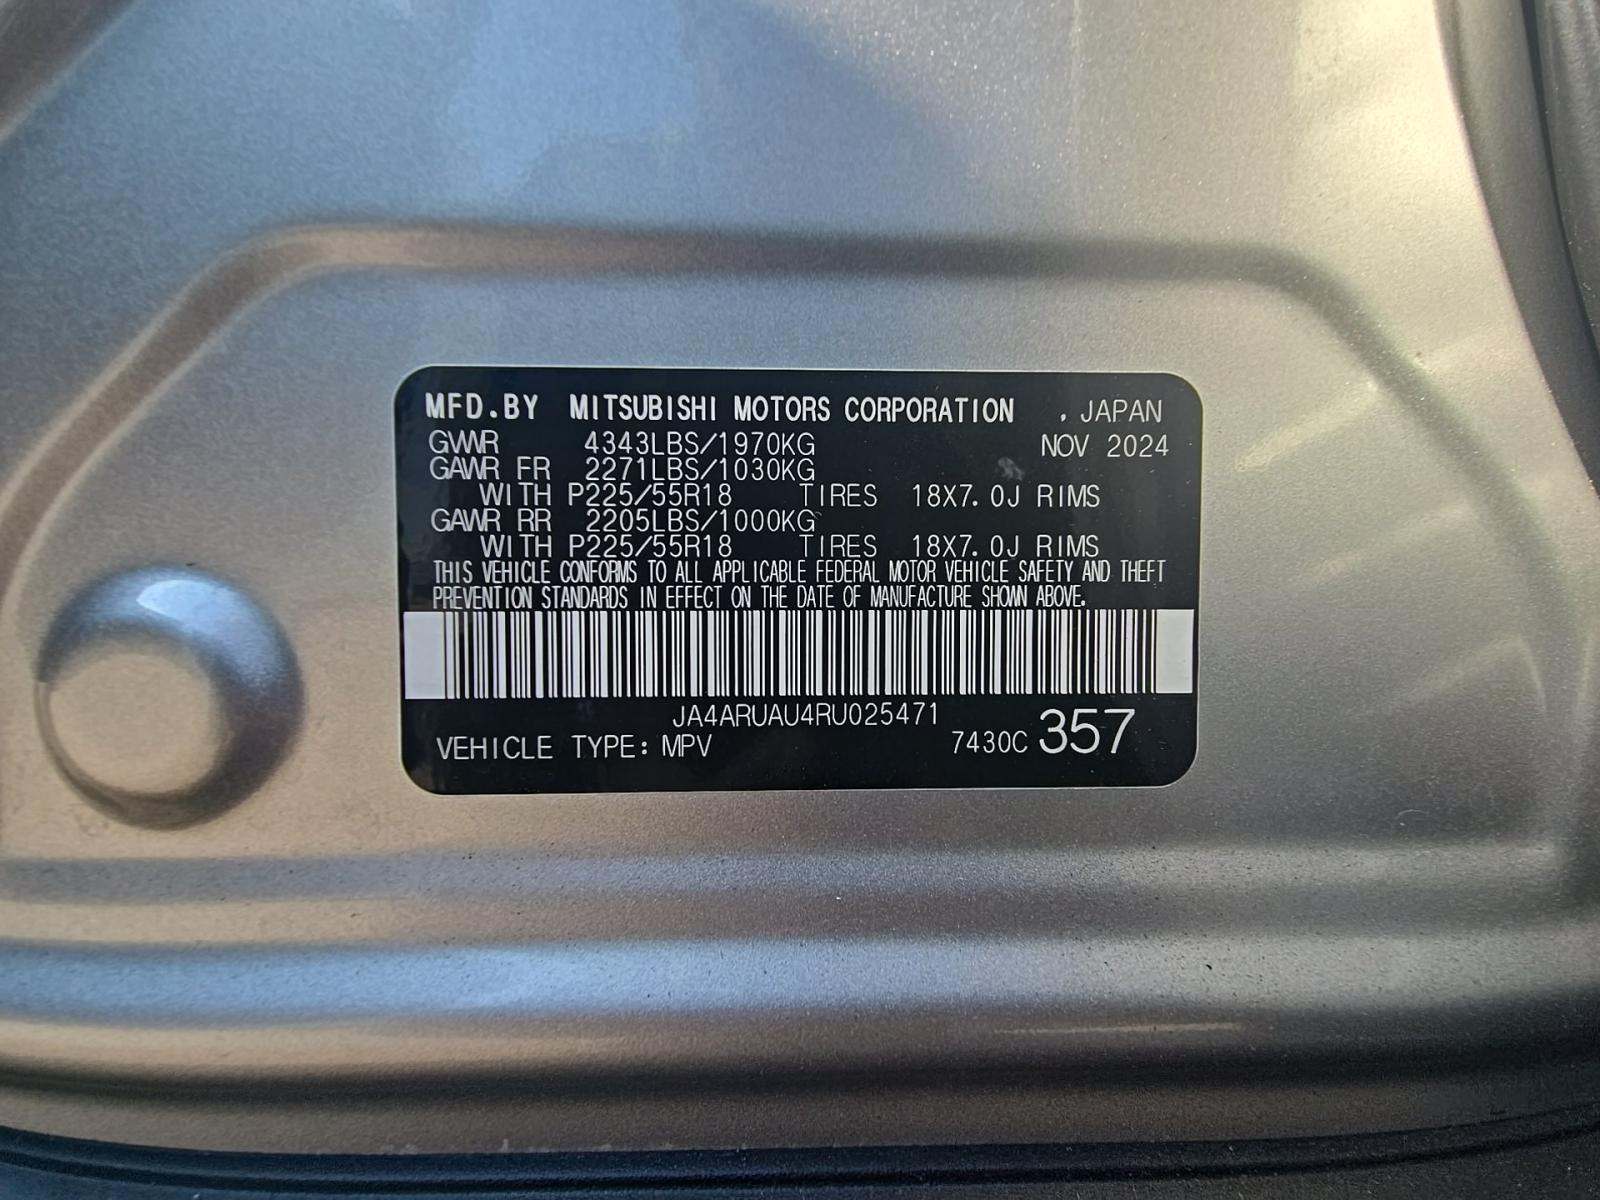 MFD.BY MITSUBISHI MOTORS CORPORATION . JAPAN
GVWR 4343LBS/1970KG NOV 2024
GAWR FR 2271LBS/1030KG
WITH P225/55R18 TIRES 18X7.0J RIMS
GAWR RR 2205LBS/1000KG
WITH P225/55R18 TIRES 18X7.0J RIMS
THIS VEHICLE CONFORMS TO ALL APPLICABLE FEDERAL MOTOR VEHICLE SAFETY AND THEFT
PREVENTION STANDARDS IN EFFECT ON THE DATE OF MANUFACTURE SHOWN ABOVE.
JA4ARUAU4RU025471
VEHICLE TYPE: MPV 7430C 357